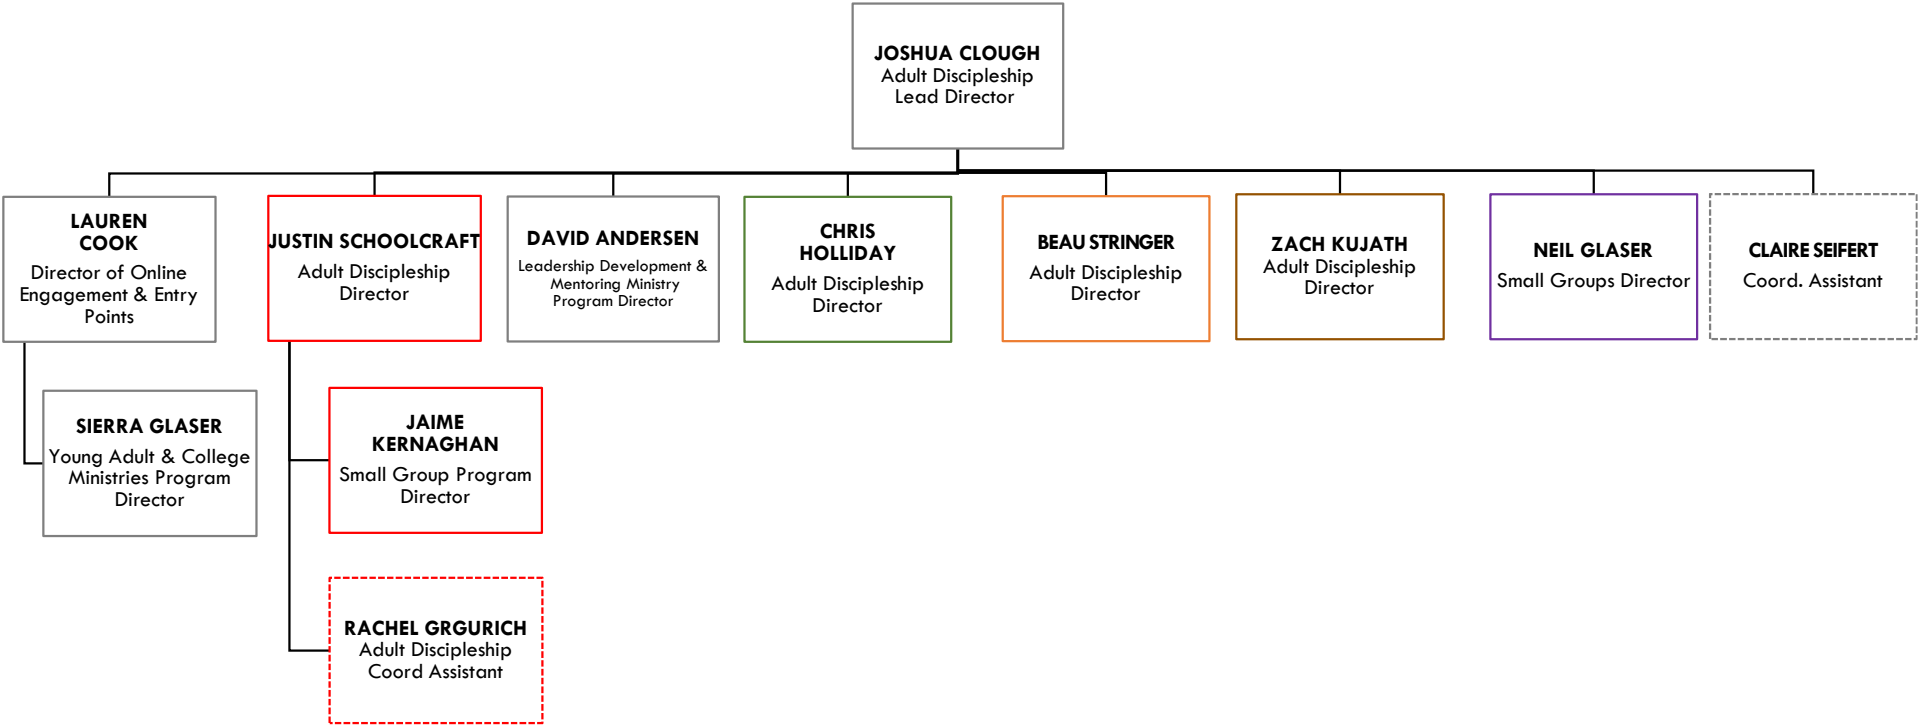 JOSHUA CLOUGH
Adult Discipleship
Lead Director
LAUREN
COOK
Director of Online
Engagement & Entry
Points
JUSTIN SCHOOLCRAFT
Adult Discipleship
Director
DAVID ANDERSEN
Leadership Development &
Mentoring Ministry
Program Director
CHRIS
HOLLIDAY
Adult Discipleship
Director
BEAU STRINGER
Adult Discipleship
Director
ZACH KUJATH
Adult Discipleship
Director
NEIL GLASER
Small Groups Director
CLAIRE SEIFERT
Coord. Assistant
SIERRA GLASER
Young Adult & College
Ministries Program
Director
JAIME
KERNAGHAN
Small Group Program
Director
RACHEL GRGURICH
Adult Discipleship
Coord Assistant